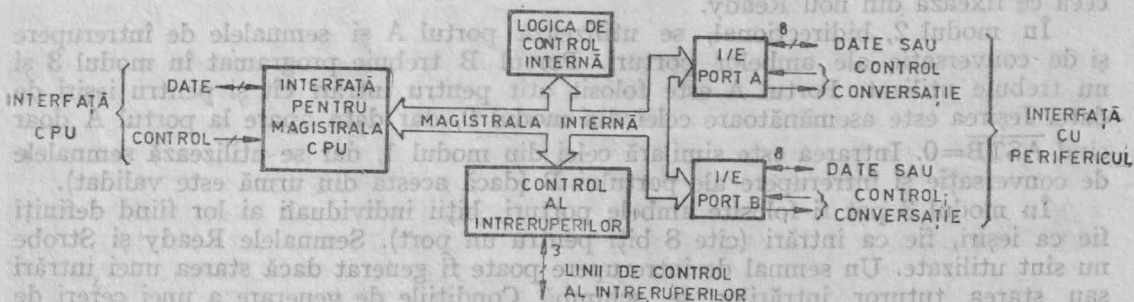 LOGICA DE
CONTROL
INTERNĂ
I/E
PORT A
8
DATE SAU
CONTROL
CONVERSAȚIE
INTERFAȚĂ
CPU
DATE
CONTROL
INTERFAȚĂ
PENTRU
MAGISTRALA
CPU
MAGISTRALA INTERNĂ
INTERFAȚĂ
CU
PERIFERICUL
CONTROL
AL
INTRERUPERILOR
I/E
PORT B
8
DATE SAU
CONTROL
CONVERSAȚIE
3
LINII DE CONTROL
AL INTRERUPERILOR